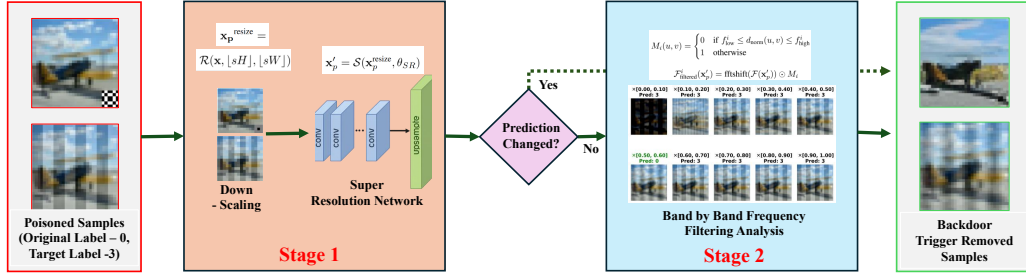 Poisoned Samples
(Original Label – 0,
Target Label -3)
x_p^resize =
R(x, ⌊sH⌋, ⌊sW⌋)
x'_p = S(x_p^resize, θ_SR)
conv
conv
...
conv
upsample
Down
- Scaling
Super
Resolution Network
Stage 1
Prediction
Changed?
Yes
No
M_i(u, v) = {0 if f^i_low ≤ d_norm(u, v) ≤ f^i_high
1 otherwise
F^i_filtered(x'_p) = fftshift(F(x'_p)) ⊙ M_i
×[0.00, 0.10] ×[0.10, 0.20] ×[0.20, 0.30] ×[0.30, 0.40] ×[0.40, 0.50]
Pred: 3 Pred: 3 Pred: 3 Pred: 3 Pred: 3
×[0.50, 0.60] ×[0.60, 0.70] ×[0.70, 0.80] ×[0.80, 0.90] ×[0.90, 1.00]
Pred: 0 Pred: 3 Pred: 3 Pred: 3 Pred: 3
Band by Band Frequency
Filtering Analysis
Stage 2
Backdoor
Trigger Removed
Samples